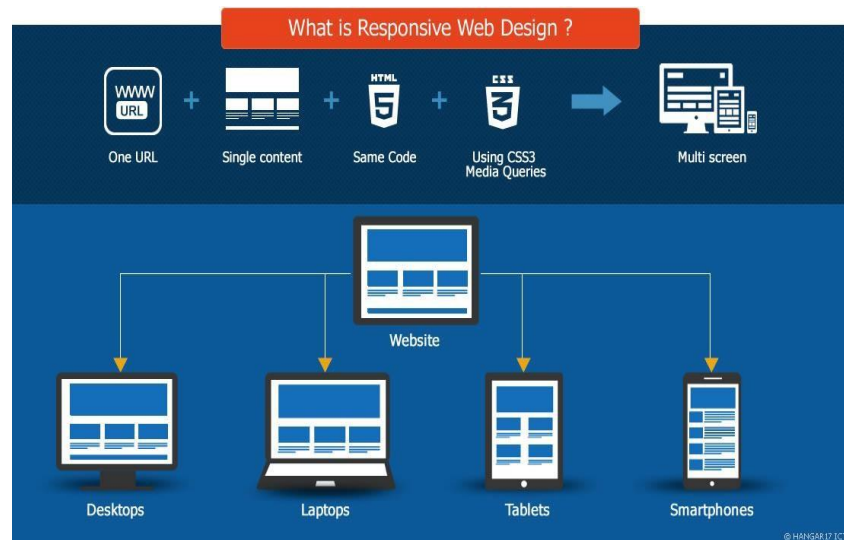 What is Responsive Web Design ?
WWW
URL
HTML
5
CSS
3
One URL
Single content
Same Code
Using CSS3
Media Queries
Multi screen
Website
Desktops
Laptops
Tablets
Smartphones
© HANGAR17 IC